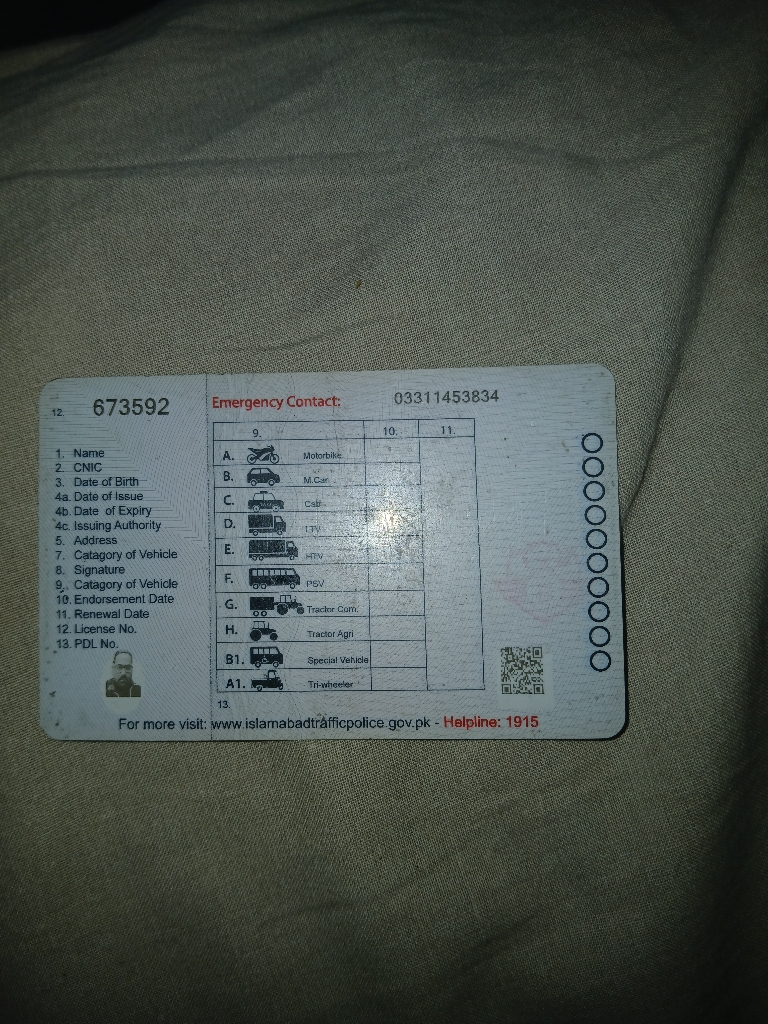 12. 673592
Emergency Contact: 03311453834
1. Name
2. CNIC
3. Date of Birth
4a. Date of Issue
4b. Date of Expiry
4c. Issuing Authority
5. Address
7. Catagory of Vehicle
8. Signature
9. Catagory of Vehicle
10. Endorsement Date
11. Renewal Date
12. License No.
13. PDL No.
9. 10. 11.
A. Motorbike
B. M.Car
C. Cab
D. LTV
E. HTV
F. PSV
G. Tractor Com.
H. Tractor Agri
B1. Special Vehicle
A1. Tri-wheeler
13.
For more visit: www.islamabadtrafficpolice.gov.pk - Helpline: 1915